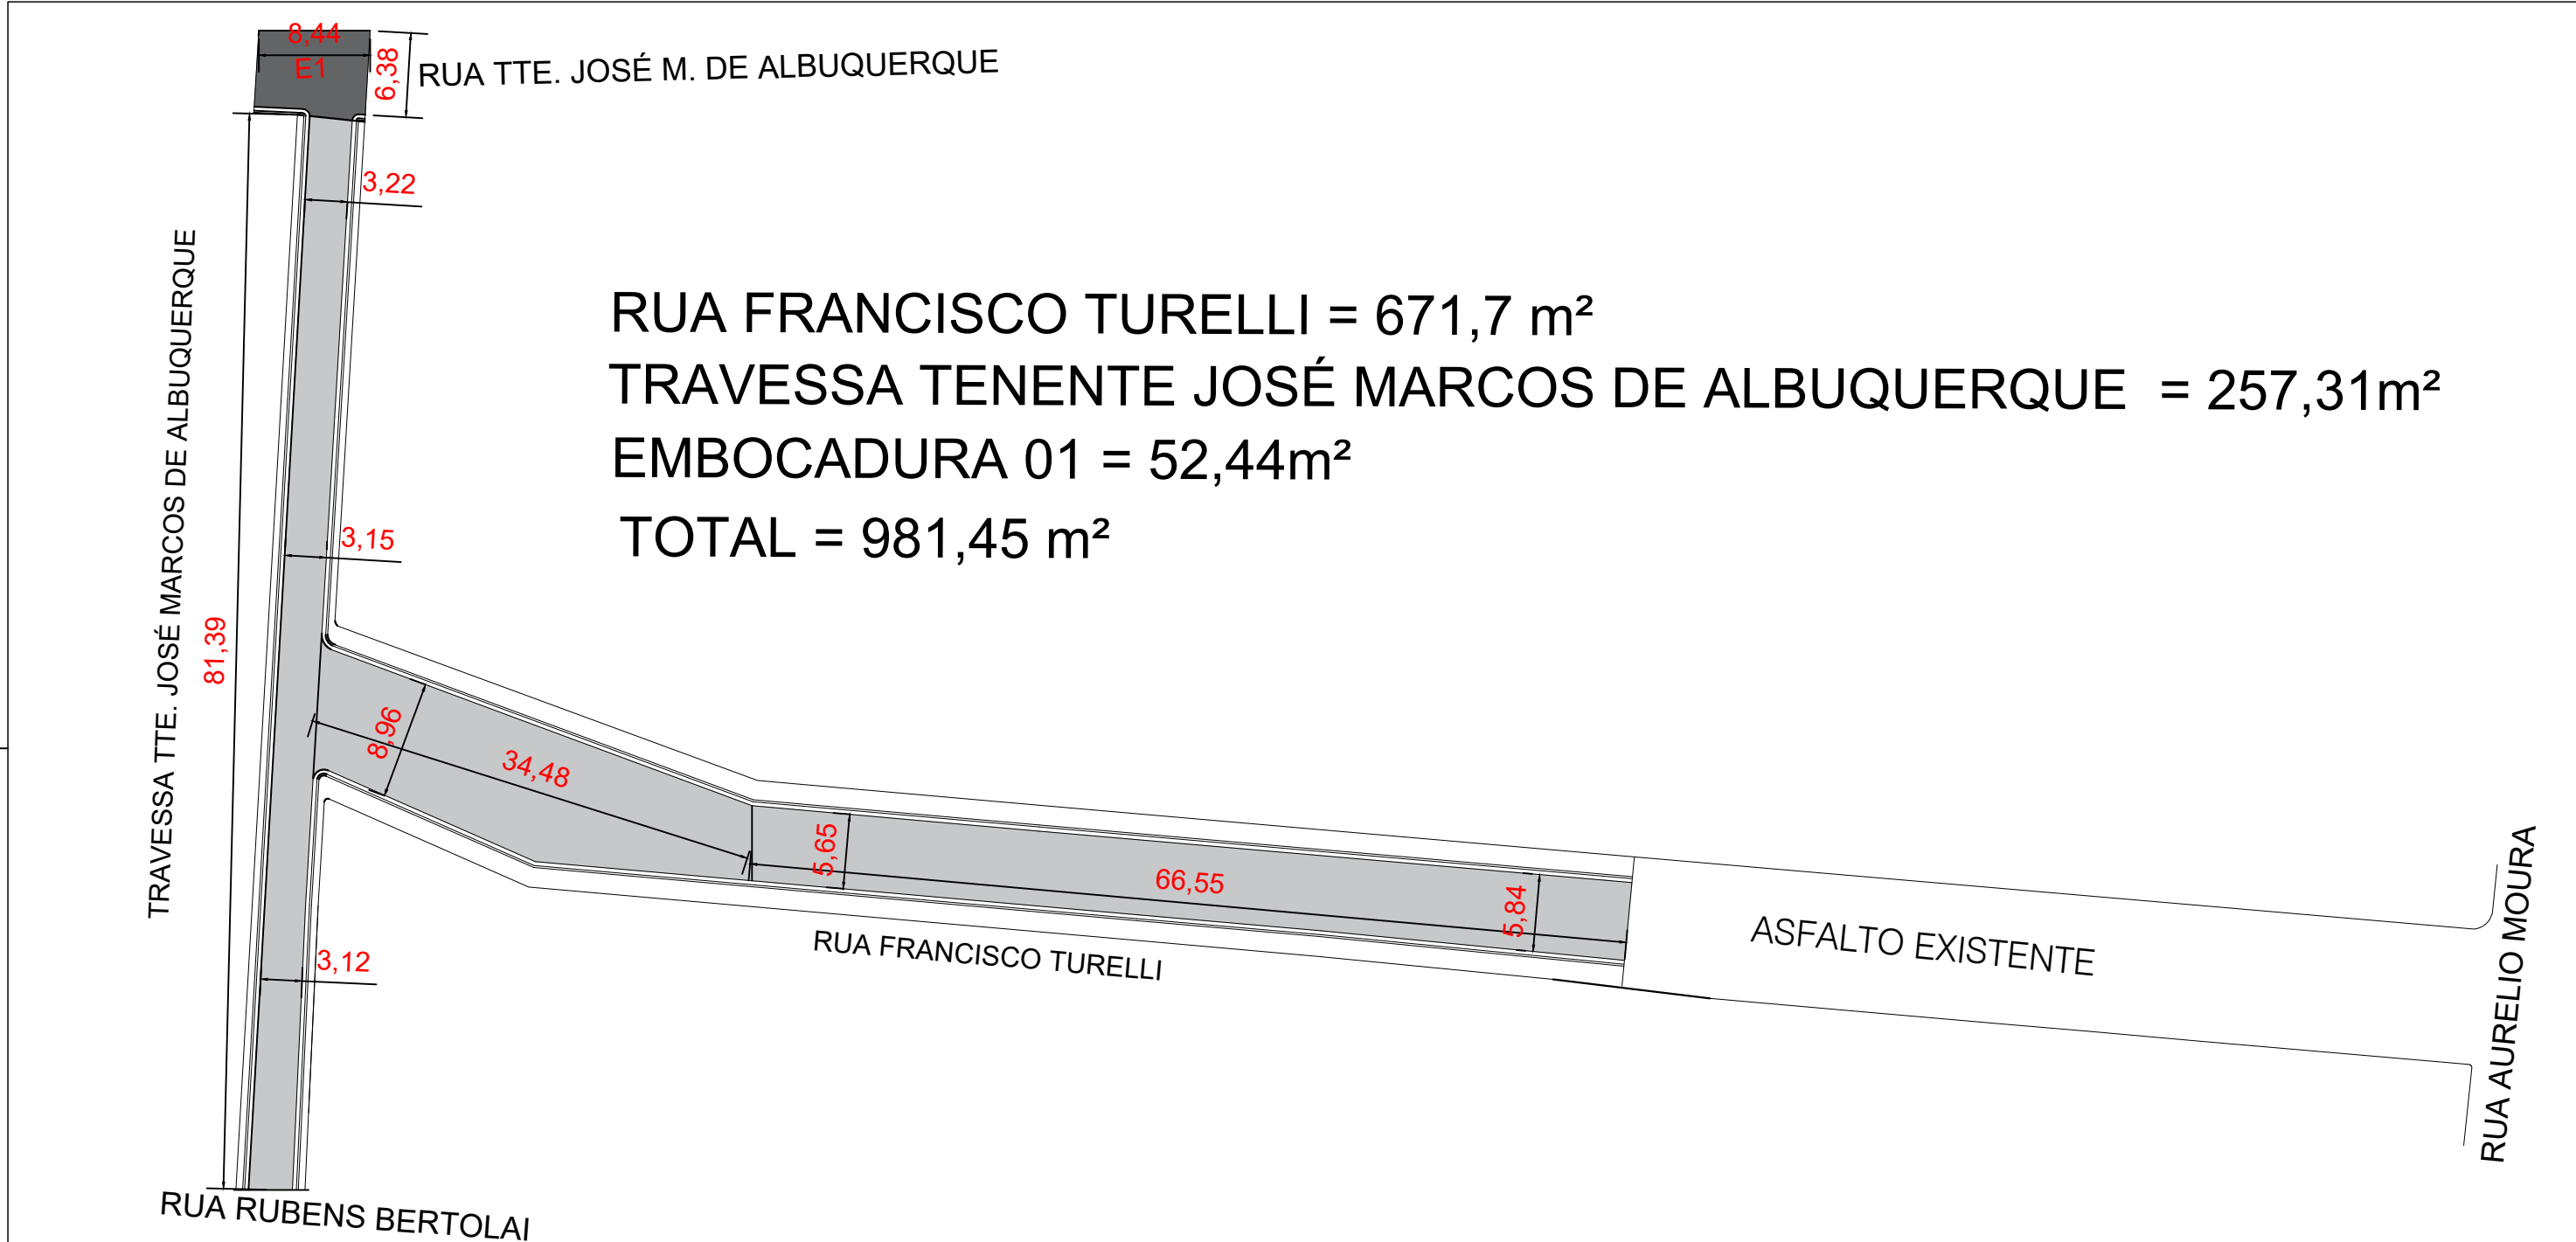 8,44
E1
6,38
RUA TTE. JOSÉ M. DE ALBUQUERQUE
3,22
TRAVESSA TTE. JOSÉ MARCOS DE ALBUQUERQUE
RUA FRANCISCO TURELLI = 671,7 m²
TRAVESSA TENENTE JOSÉ MARCOS DE ALBUQUERQUE = 257,31m²
EMBOCADURA 01 = 52,44m²
TOTAL = 981,45 m²
3,15
81,39
8,96
34,48
5,65
66,55
5,84
RUA FRANCISCO TURELLI
ASFALTO EXISTENTE
RUA AURELIO MOURA
3,12
RUA RUBENS BERTOLAI